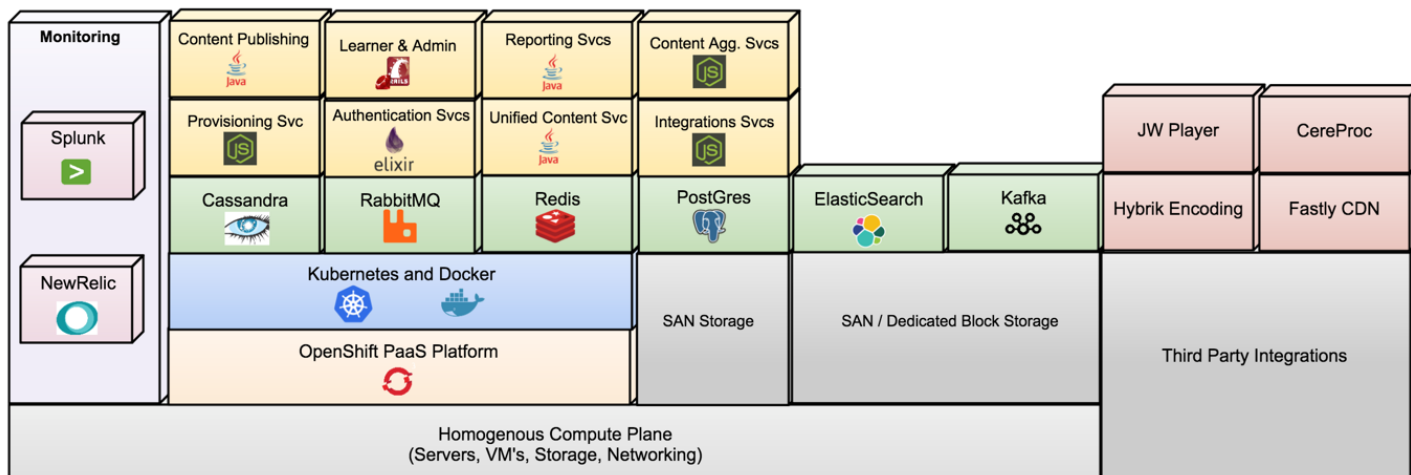 Monitoring
Splunk
NewRelic
Content Publishing
Java
Learner & Admin
RAILS
Reporting Svcs
Java
Content Agg. Svcs
JS
Provisioning Svc
JS
Authentication Svcs
elixir
Unified Content Svc
Java
Integrations Svcs
JS
Cassandra
RabbitMQ
Redis
PostGres
ElasticSearch
Kafka
JW Player
CereProc
Hybrik Encoding
Fastly CDN
Kubernetes and Docker
SAN Storage
SAN / Dedicated Block Storage
OpenShift PaaS Platform
Third Party Integrations
Homogenous Compute Plane
(Servers, VM's, Storage, Networking)